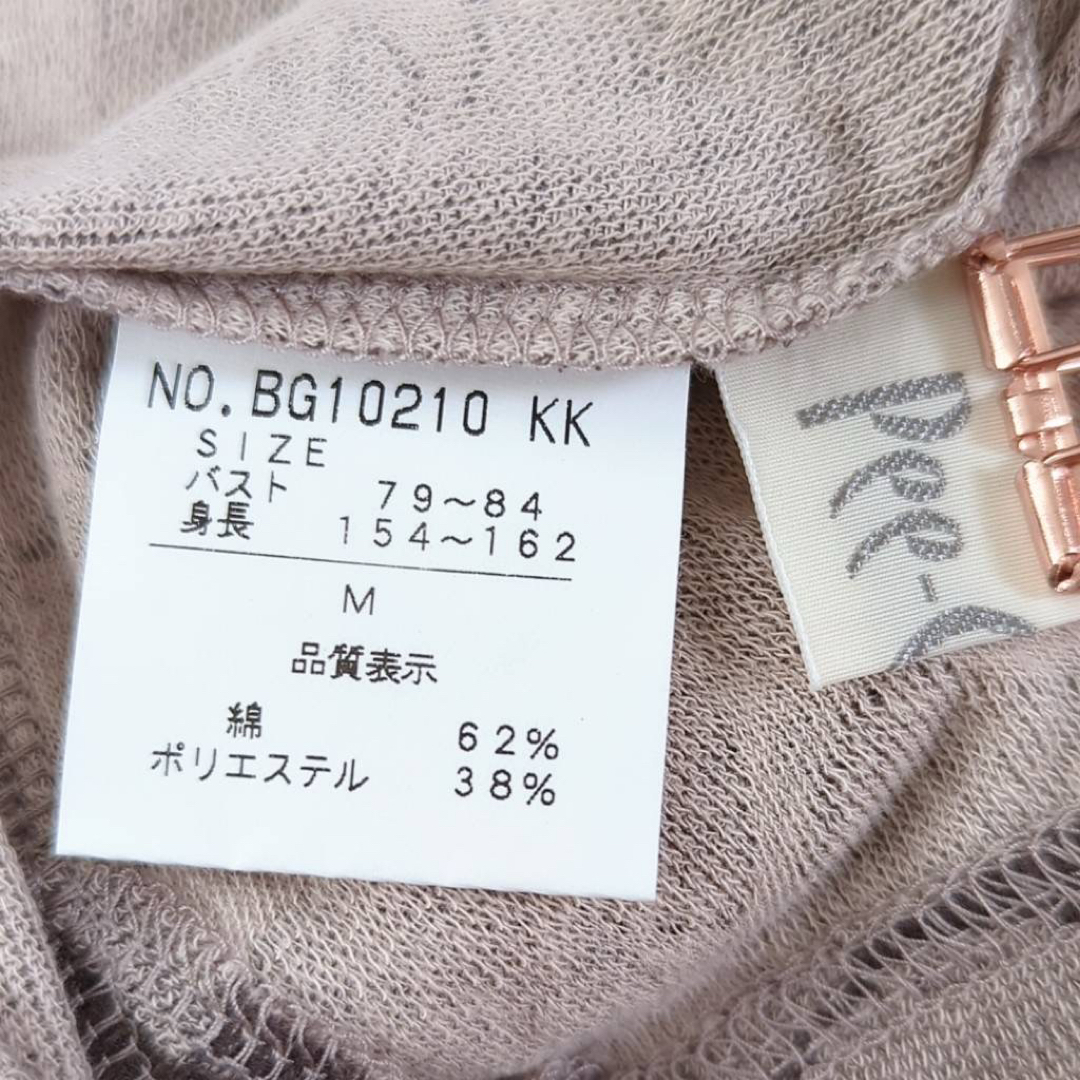 NO.BG10210 KK
SIZE
バスト 79～84
身長 154～162
M
品質表示
綿 62%
ポリエステル 38%